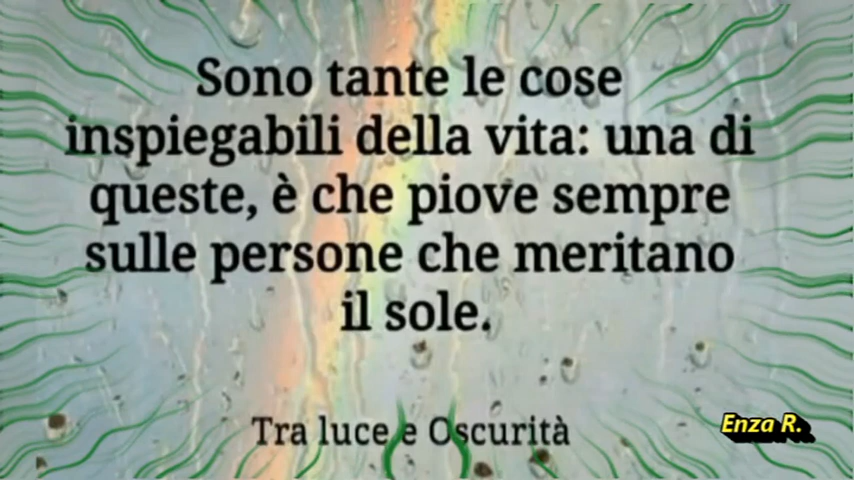 Sono tante le cose
inspiegabili della vita: una di
queste, è che piove sempre
sulle persone che meritano
il sole.
Tra luce e Oscurità
Enza R.